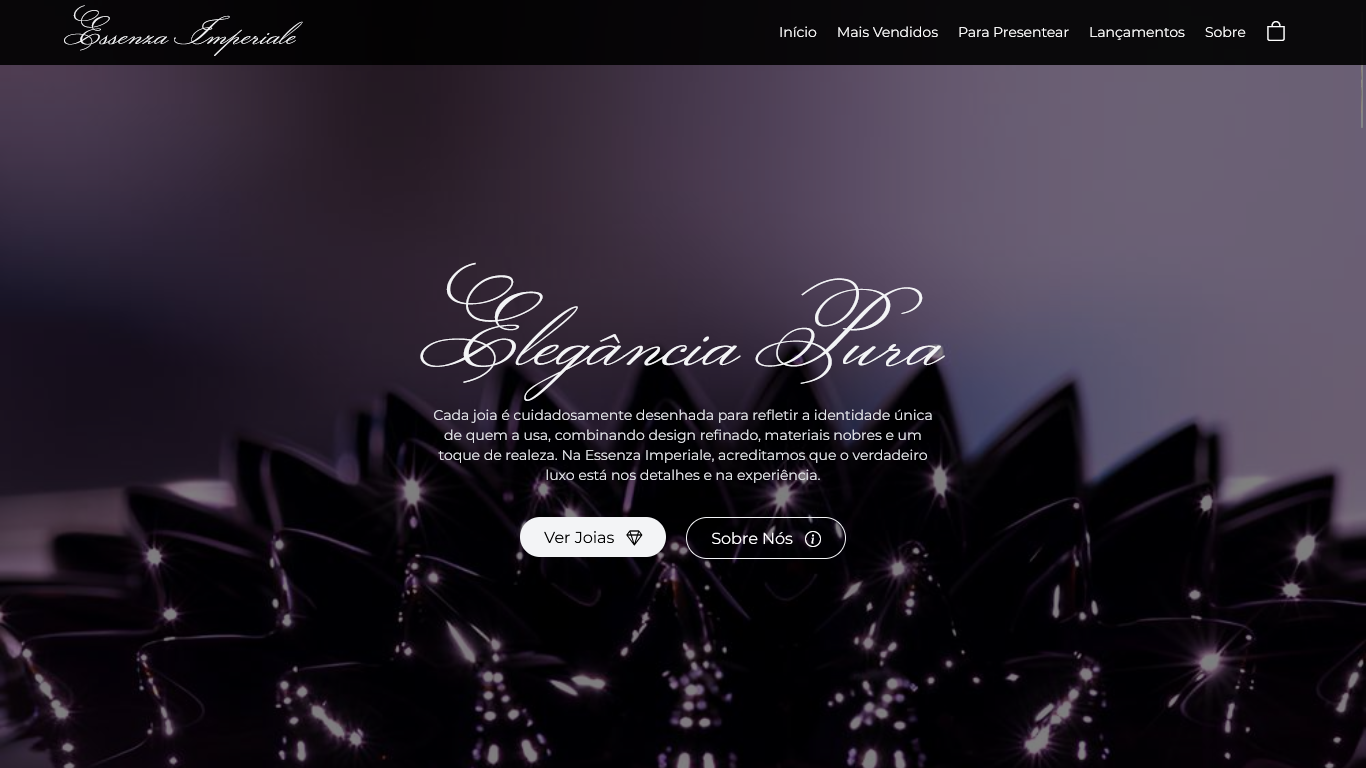 Essenza Imperiale
Início
Mais Vendidos
Para Presentear
Lançamentos
Sobre
Elegância Pura
Cada joia é cuidadosamente desenhada para refletir a identidade única
de quem a usa, combinando design refinado, materiais nobres e um
toque de realeza. Na Essenza Imperiale, acreditamos que o verdadeiro
luxo está nos detalhes e na experiência.
Ver Joias
Sobre Nós